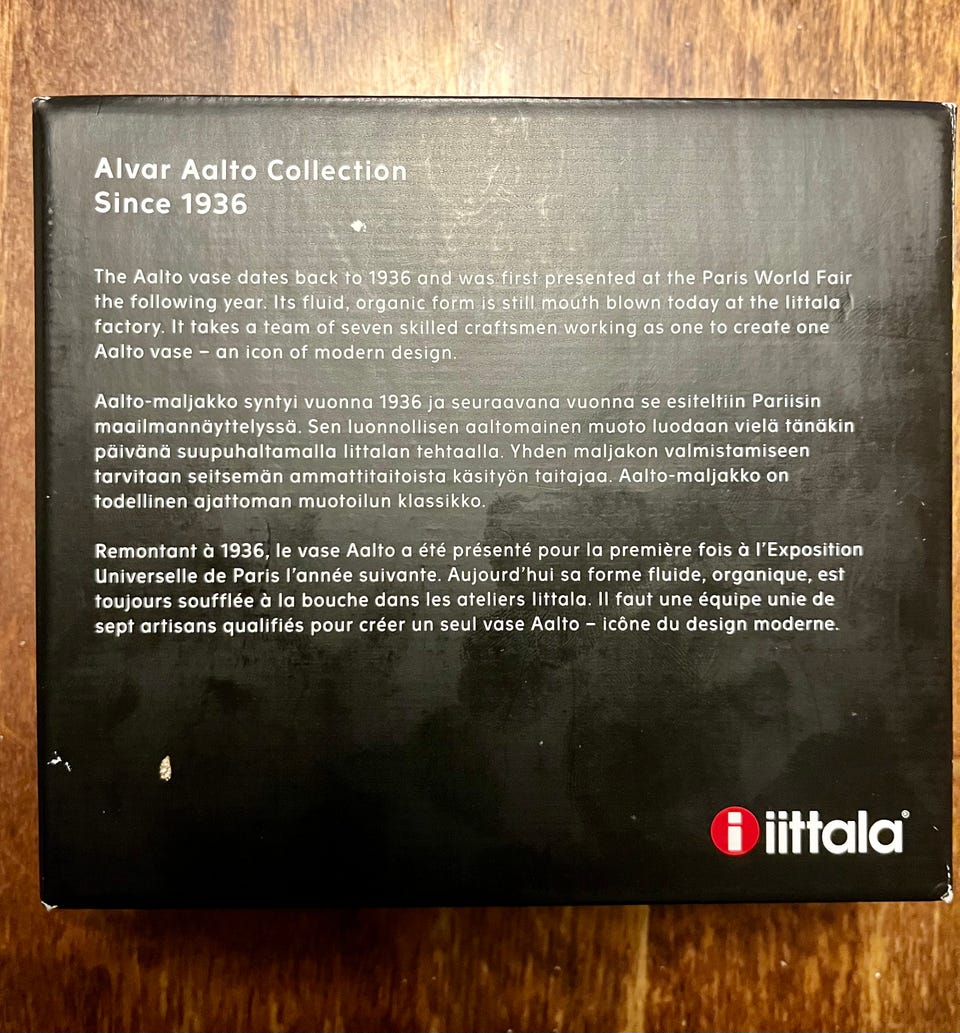 Alvar Aalto Collection
Since 1936
The Aalto vase dates back to 1936 and was first presented at the Paris World Fair
the following year. Its fluid, organic form is still mouth blown today at the Iittala
factory. It takes a team of seven skilled craftsmen working as one to create one
Aalto vase – an icon of modern design.
Aalto-maljakko syntyi vuonna 1936 ja seuraavana vuonna se esiteltiin Pariisin
maailmannäyttelyssä. Sen luonnollisen aaltomainen muoto luodaan vielä tänäkin
päivänä suupuhaltamalla Iittalan tehtaalla. Yhden maljakon valmistamiseen
tarvitaan seitsemän ammattitaitoista käsityön taitajaa. Aalto-maljakko on
todellinen ajattoman muotoilun klassikko.
Remontant à 1936, le vase Aalto a été présenté pour la première fois à l'Exposition
Universelle de Paris l'année suivante. Aujourd'hui sa forme fluide, organique, est
toujours soufflée à la bouche dans les ateliers Iittala. Il faut une équipe unie de
sept artisans qualifiés pour créer un seul vase Aalto – icône du design moderne.
i iittala®